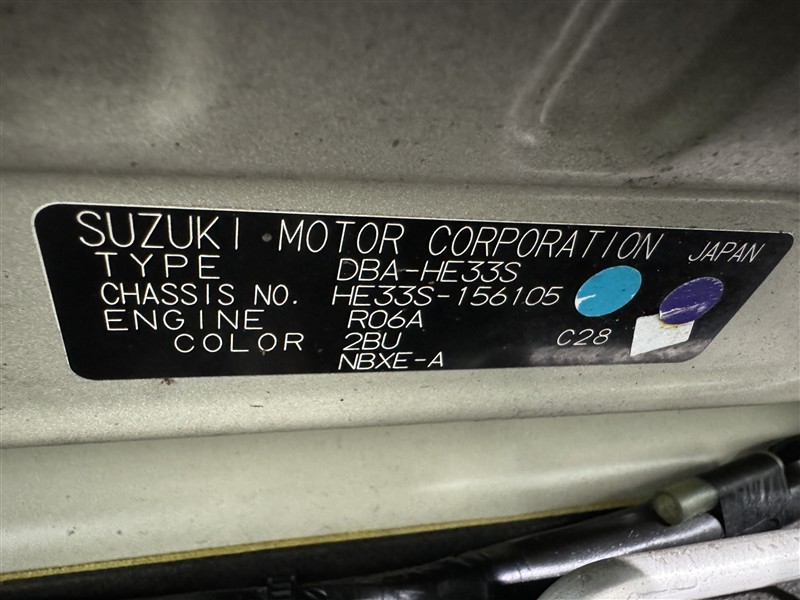 SUZUKI MOTOR CORPORATION JAPAN
TYPE DBA-HE33S
CHASSIS NO. HE33S-156105
ENGINE R06A
COLOR 2BU C28
NBXE-A